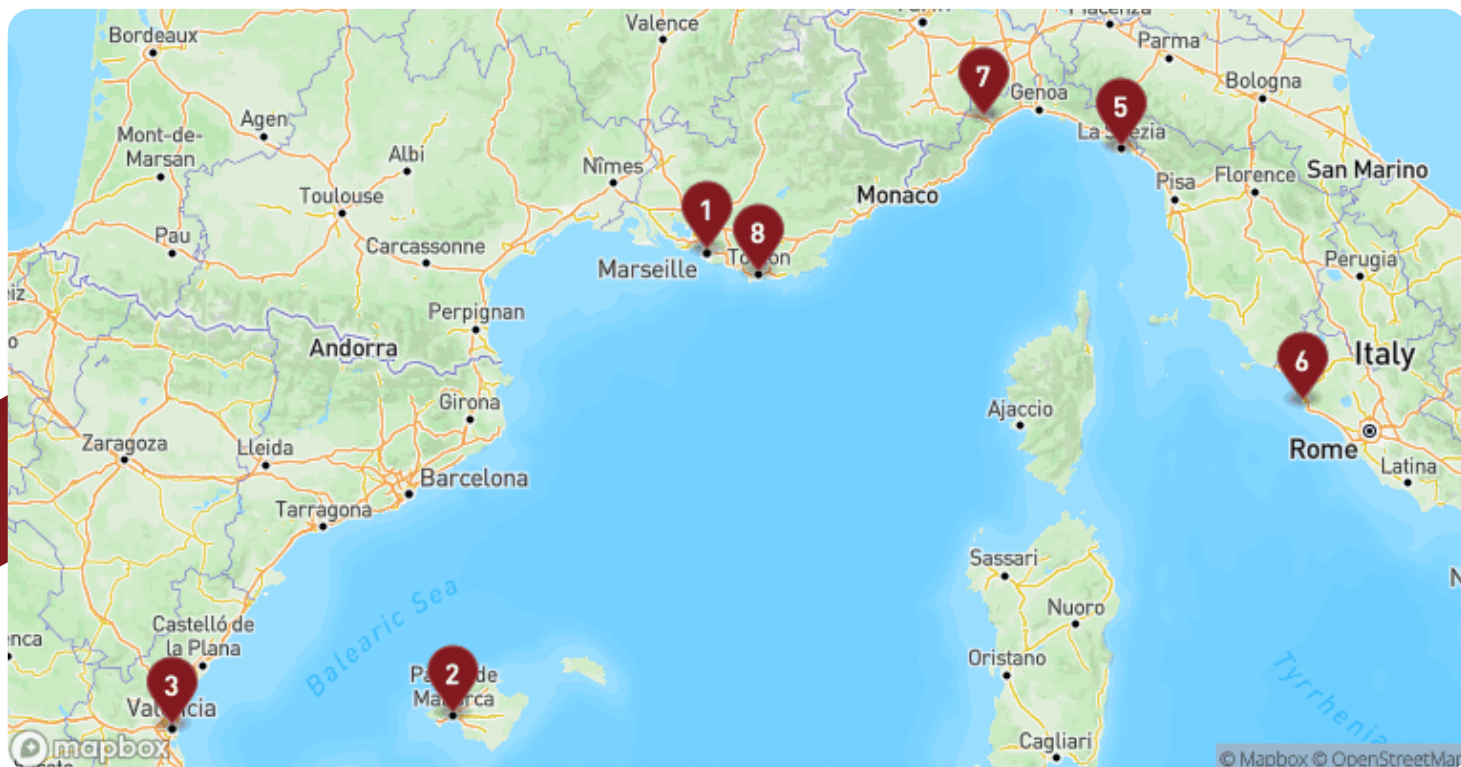 Bordeaux
Valence
Parma
Bologna
7
Genoa
5
Agen
Mont-de-
Marsan
Albi
Nîmes
Toulouse
Monaco
Pisa
Florence
San Marino
Pau
Carcassonne
1
8
Marseille
Perugia
Perpignan
Andorra
6
Italy
Girona
Ajaccio
Rome
Zaragoza
Lleida
Barcelona
Latina
Tarragona
Sassari
Balearic Sea
Nuoro
Castelló de
la Plana
Oristano
2
3
Cagliari
mapbox
© Mapbox © OpenStreetMap